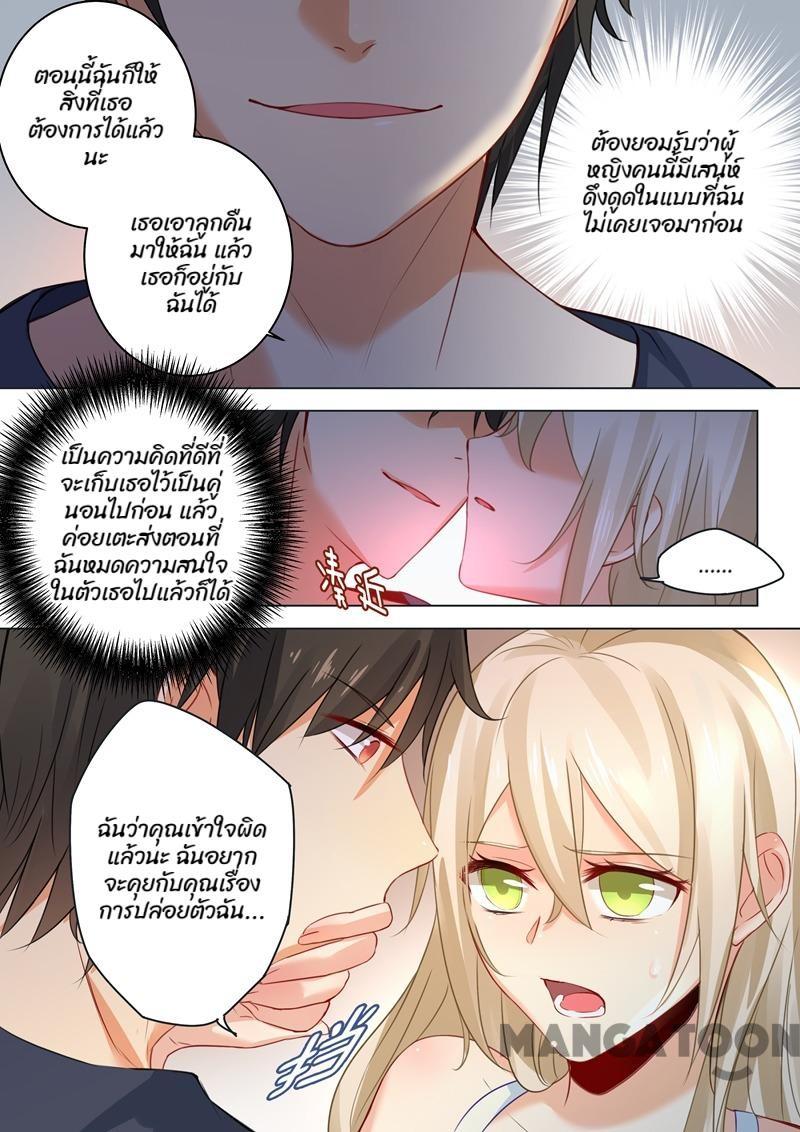 ตอนนี้ฉันก็ให้
สิ่งที่เธอ
ต้องการได้แล้ว
นะ
เธอเอาลูกคืน
มาให้ฉัน แล้ว
เธอก็อยู่กับ
ฉันได้
ต้องยอมรับว่าผู้
หญิงคนนี้มีเสน่ห์
ดึงดูดในแบบที่ฉัน
ไม่เคยเจอมาก่อน
เป็นความคิดที่ดีที่
จะเก็บเธอไว้เป็นคู่
นอนไปก่อน แล้ว
ค่อยเตะส่งตอนที่
ฉันหมดความสนใจ
ในตัวเธอไปแล้วก็ได้
凑近
......
ฉันว่าคุณเข้าใจผิด
แล้วนะ ฉันอยาก
จะคุยกับคุณเรื่อง
การปล่อยตัวฉัน...
挡
MANGATOON